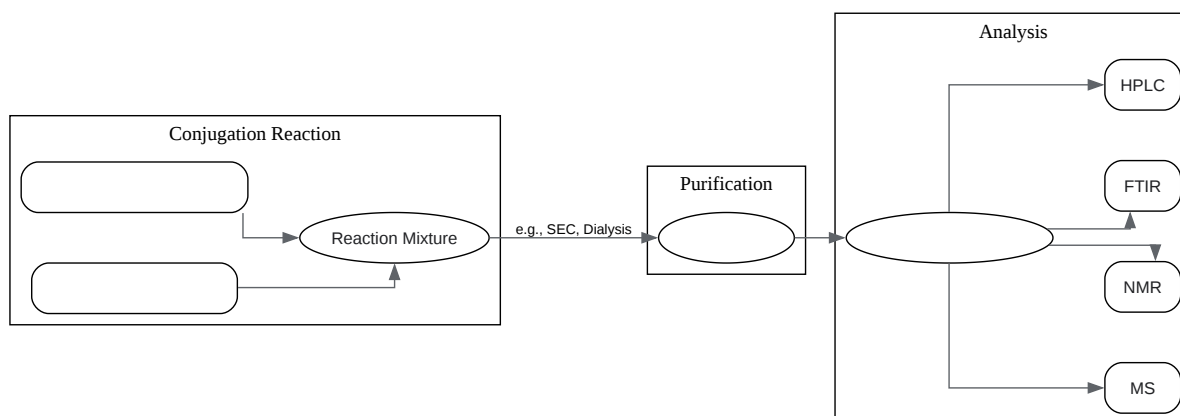 Analysis
HPLC
Conjugation Reaction
Purification
FTIR
Reaction Mixture
e.g., SEC, Dialysis
NMR
MS